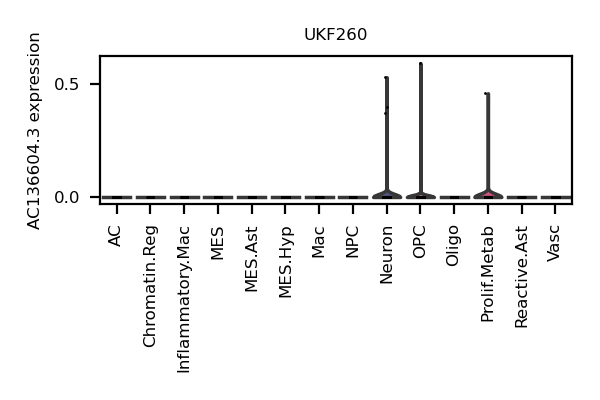 UKF260
AC136604.3 expression
0.5
0.0
AC
Chromatin.Reg
Inflammatory.Mac
MES
MES.Ast
MES.Hyp
Mac
NPC
Neuron
OPC
Oligo
Prolif.Metab
Reactive.Ast
Vasc